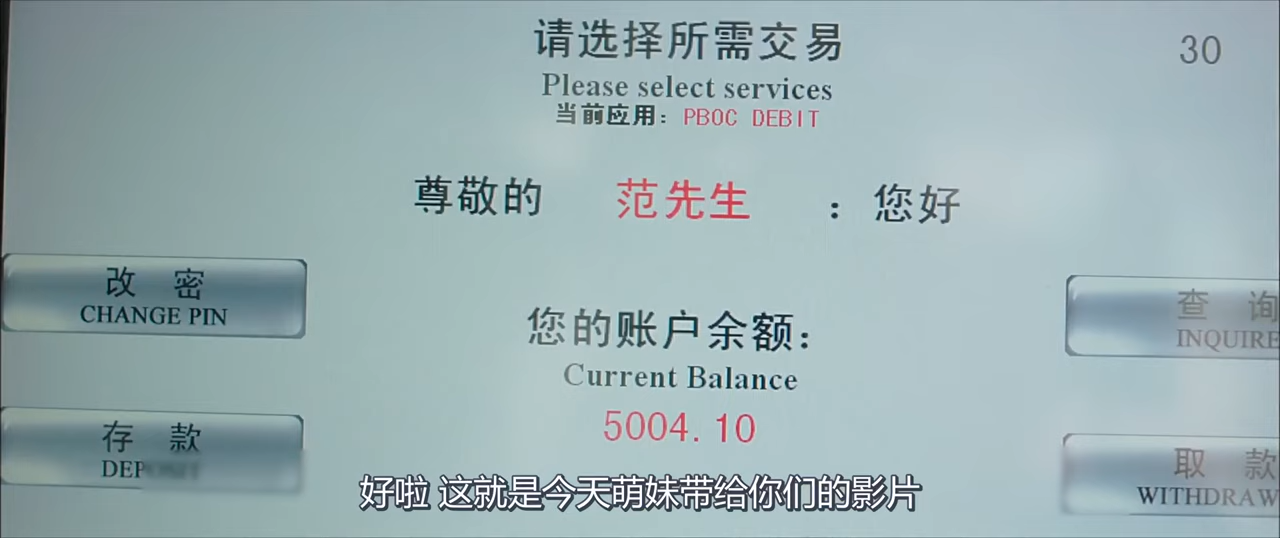 请选择所需交易
30
Please select services
当前应用：PBOC DEBIT
尊敬的 范先生 ：您好
改 密
CHANGE PIN
查 询
INQUIRE
您的账户余额：
Current Balance
5004.10
存 款
DEPOSIT
取 款
WITHDRAW
好啦 这就是今天萌妹带给你们的影片